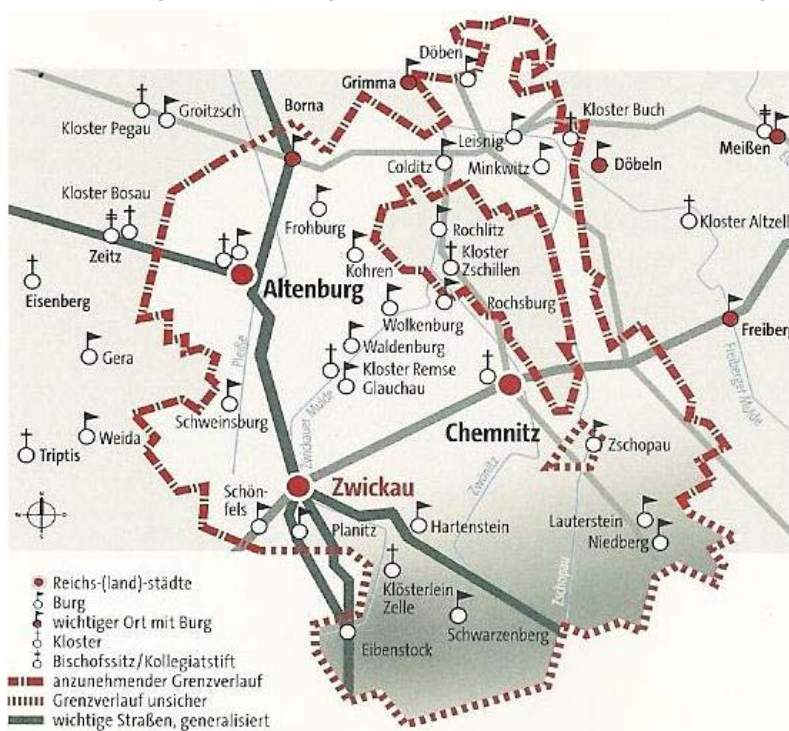 Döben
Grimma
Groitzsch
Borna
Kloster Buch
Kloster Pegau
Leisnig
Meißen
Colditz
Minkwitz
Döbeln
Kloster Bosau
Frohburg
Rochlitz
Kloster Altzell
Zeitz
Kohren
Kloster
Zschillen
Eisenberg
Altenburg
Rochsburg
Wolkenburg
Freiberg
Gera
Pleiße
Waldenburg
Freiberger Mulde
Kloster Remse
Glauchau
Schweinsburg
Zwickauer Mulde
Chemnitz
Weida
Zschopau
Triptis
Zwönitz
Zwickau
Schön-
fels
N
Planitz
Hartenstein
Lauterstein
Niedberg
Reichs-(land)-städte
Burg
Klösterlein
Zelle
Zschopau
wichtiger Ort mit Burg
Schwarzenberg
Kloster
Eibenstock
Bischofssitz/Kollegiatstift
anzunehmender Grenzverlauf
Grenzverlauf unsicher
wichtige Straßen, generalisiert